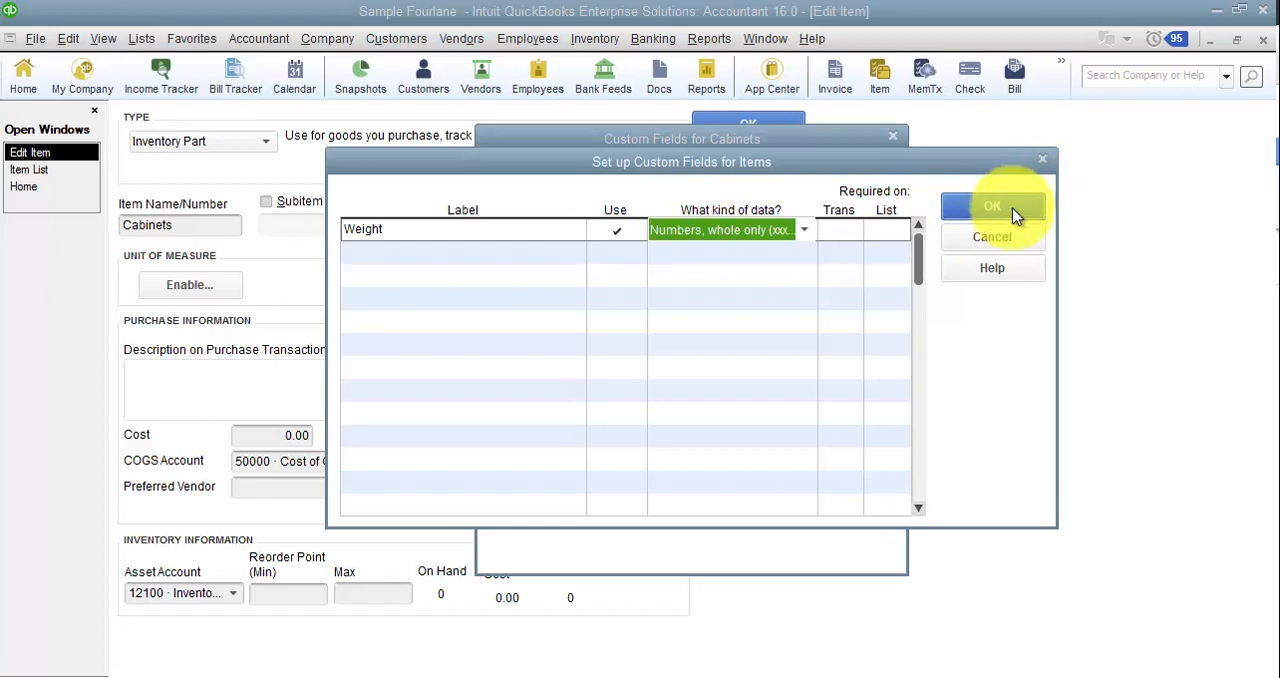 Sample Fourlane - Intuit QuickBooks Enterprise Solutions: Accountant 16.0 - [Edit Item]
File Edit View Lists Favorites Accountant Company Customers Vendors Employees Inventory Banking Reports Window Help 95
Home My Company Income Tracker Bill Tracker Calendar Snapshots Customers Vendors Employees Bank Feeds Docs Reports App Center Invoice Item MemTx Check Bill Search Company or Help
31
Open Windows
Edit Item
Item List
Home
TYPE
Inventory Part Use for goods you purchase, track
OK
Custom Fields for Cabinets
Set up Custom Fields for Items
Item Name/Number Subitem
Cabinets
UNIT OF MEASURE
Enable...
PURCHASE INFORMATION
Description on Purchase Transaction
Cost 0.00
COGS Account 50000 · Cost of
Preferred Vendor
Required on:
Label Use What kind of data? Trans List
Weight ✔ Numbers, whole only (xxx...
OK
Cancel
Help
INVENTORY INFORMATION
Asset Account Reorder Point (Min) Max On Hand
12100 · Invento... 0 0.00 0